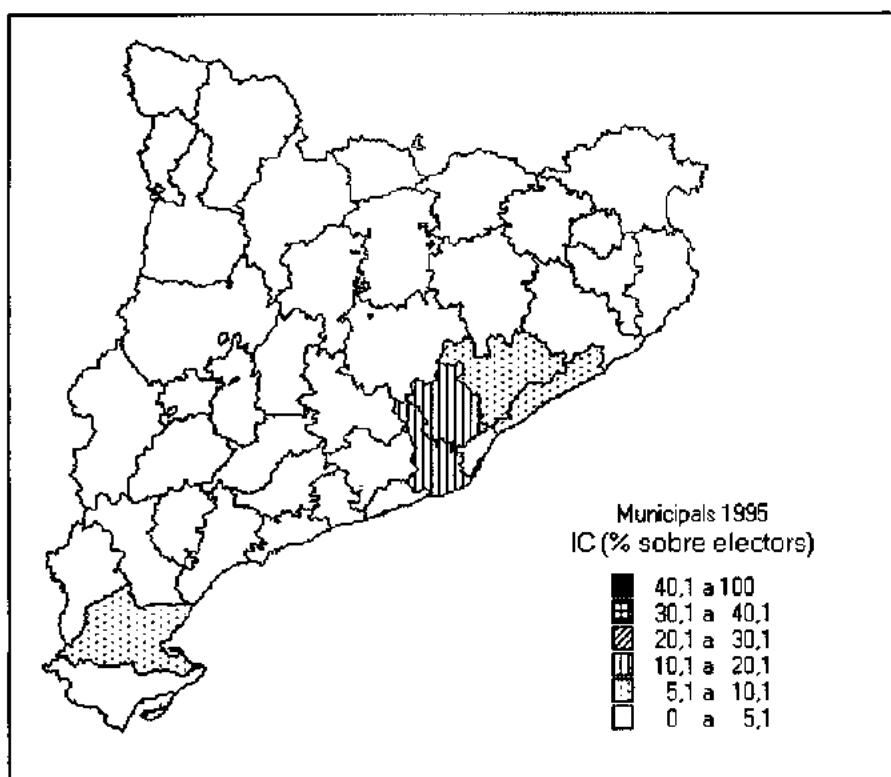 Municipals 1995
IC (% sobre electors)
40,1 a 100
30,1 a 40,1
20,1 a 30,1
10,1 a 20,1
5,1 a 10,1
0 a 5,1